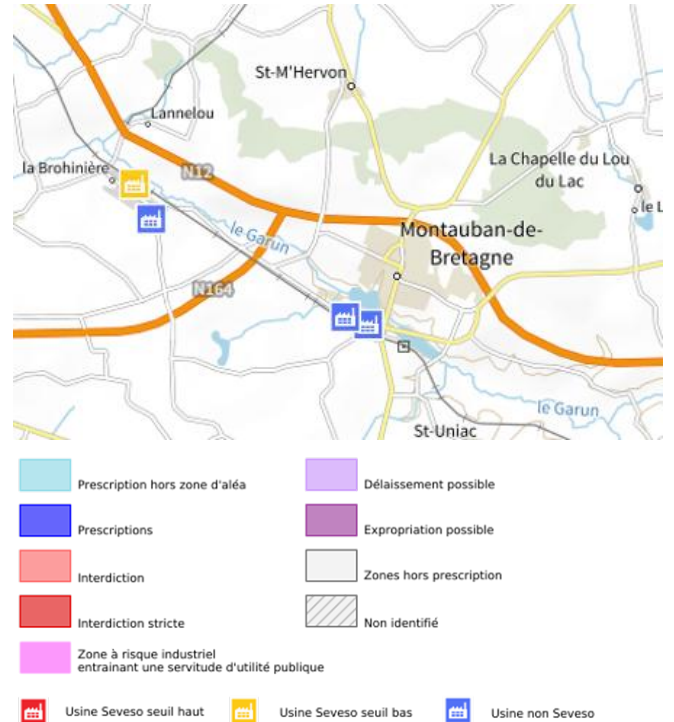 St-M'Hervon
Lannelou
la Brohinière
N12
La Chapelle du Lou
du Lac
le L
le Garun
Montauban-de-
Bretagne
N164
le Garun
St-Uniac
Prescription hors zone d'aléa
Délaissement possible
Prescriptions
Expropriation possible
Interdiction
Zones hors prescription
Interdiction stricte
Non identifié
Zone à risque industriel
entrainant une servitude d'utilité publique
Usine Seveso seuil haut
Usine Seveso seuil bas
Usine non Seveso